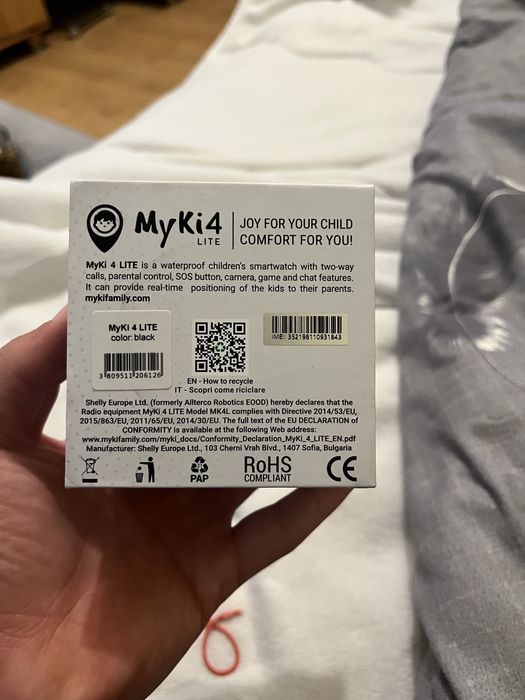 MyKi4
LITE
JOY FOR YOUR CHILD
COMFORT FOR YOU!
MyKi 4 LITE is a waterproof children's smartwatch with two-way
calls, parental control, SOS button, camera, game and chat features.
It can provide real-time positioning of the kids to their parents.
mykifamily.com
MyKi 4 LITE
color: black
3 809511 206126
IMEI: 352198110931843
EN - How to recycle
IT - Scopri come riciclare
Shelly Europe Ltd. (formerly Allterco Robotics EOOD) hereby declares that the
Radio equipment MyKi 4 LITE Model MK4L complies with Directive 2014/53/EU,
2015/863/EU, 2011/65/EU, 2014/30/EU. The full text of the EU DECLARATION of
CONFORMITY is available at the following Web address:
www.mykifamily.com/myki_docs/Conformity_Declaration_MyKi_4_LITE_EN.pdf
Manufacturer: Shelly Europe Ltd., 103 Cherni Vrah Blvd., 1407 Sofia, Bulgaria
PAP
RoHS
COMPLIANT
CE